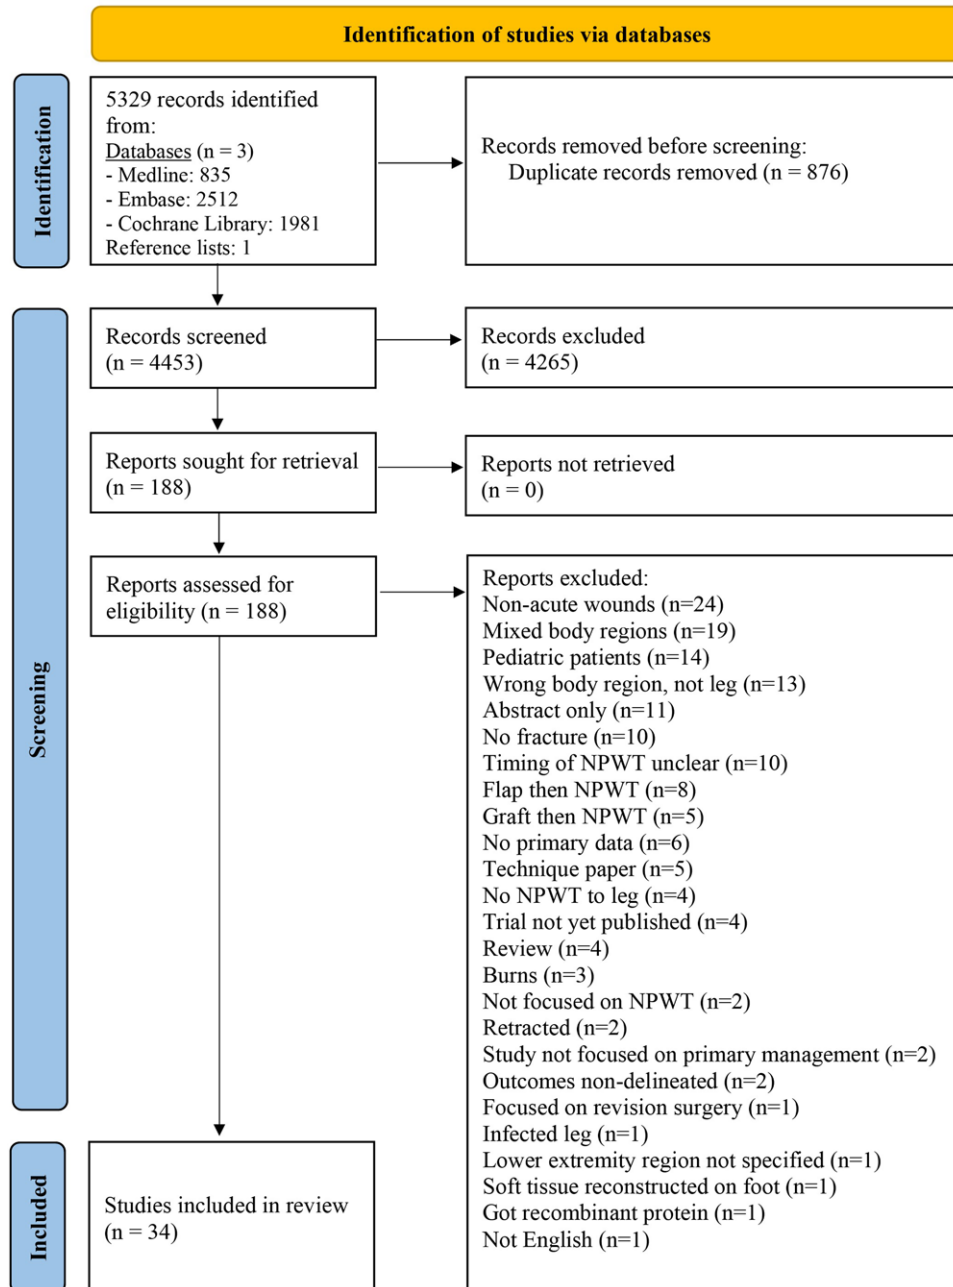 Identification of studies via databases
Identification
5329 records identified
from:
Databases (n = 3)
- Medline: 835
- Embase: 2512
- Cochrane Library: 1981
Reference lists: 1
Records removed before screening:
Duplicate records removed (n = 876)
Screening
Records screened
(n = 4453)
Records excluded
(n = 4265)
Reports sought for retrieval
(n = 188)
Reports not retrieved
(n = 0)
Reports assessed for
eligibility (n = 188)
Reports excluded:
Non-acute wounds (n=24)
Mixed body regions (n=19)
Pediatric patients (n=14)
Wrong body region, not leg (n=13)
Abstract only (n=11)
No fracture (n=10)
Timing of NPWT unclear (n=10)
Flap then NPWT (n=8)
Graft then NPWT (n=5)
No primary data (n=6)
Technique paper (n=5)
No NPWT to leg (n=4)
Trial not yet published (n=4)
Review (n=4)
Burns (n=3)
Not focused on NPWT (n=2)
Retracted (n=2)
Study not focused on primary management (n=2)
Outcomes non-delineated (n=2)
Focused on revision surgery (n=1)
Infected leg (n=1)
Lower extremity region not specified (n=1)
Soft tissue reconstructed on foot (n=1)
Got recombinant protein (n=1)
Not English (n=1)
Included
Studies included in review
(n = 34)